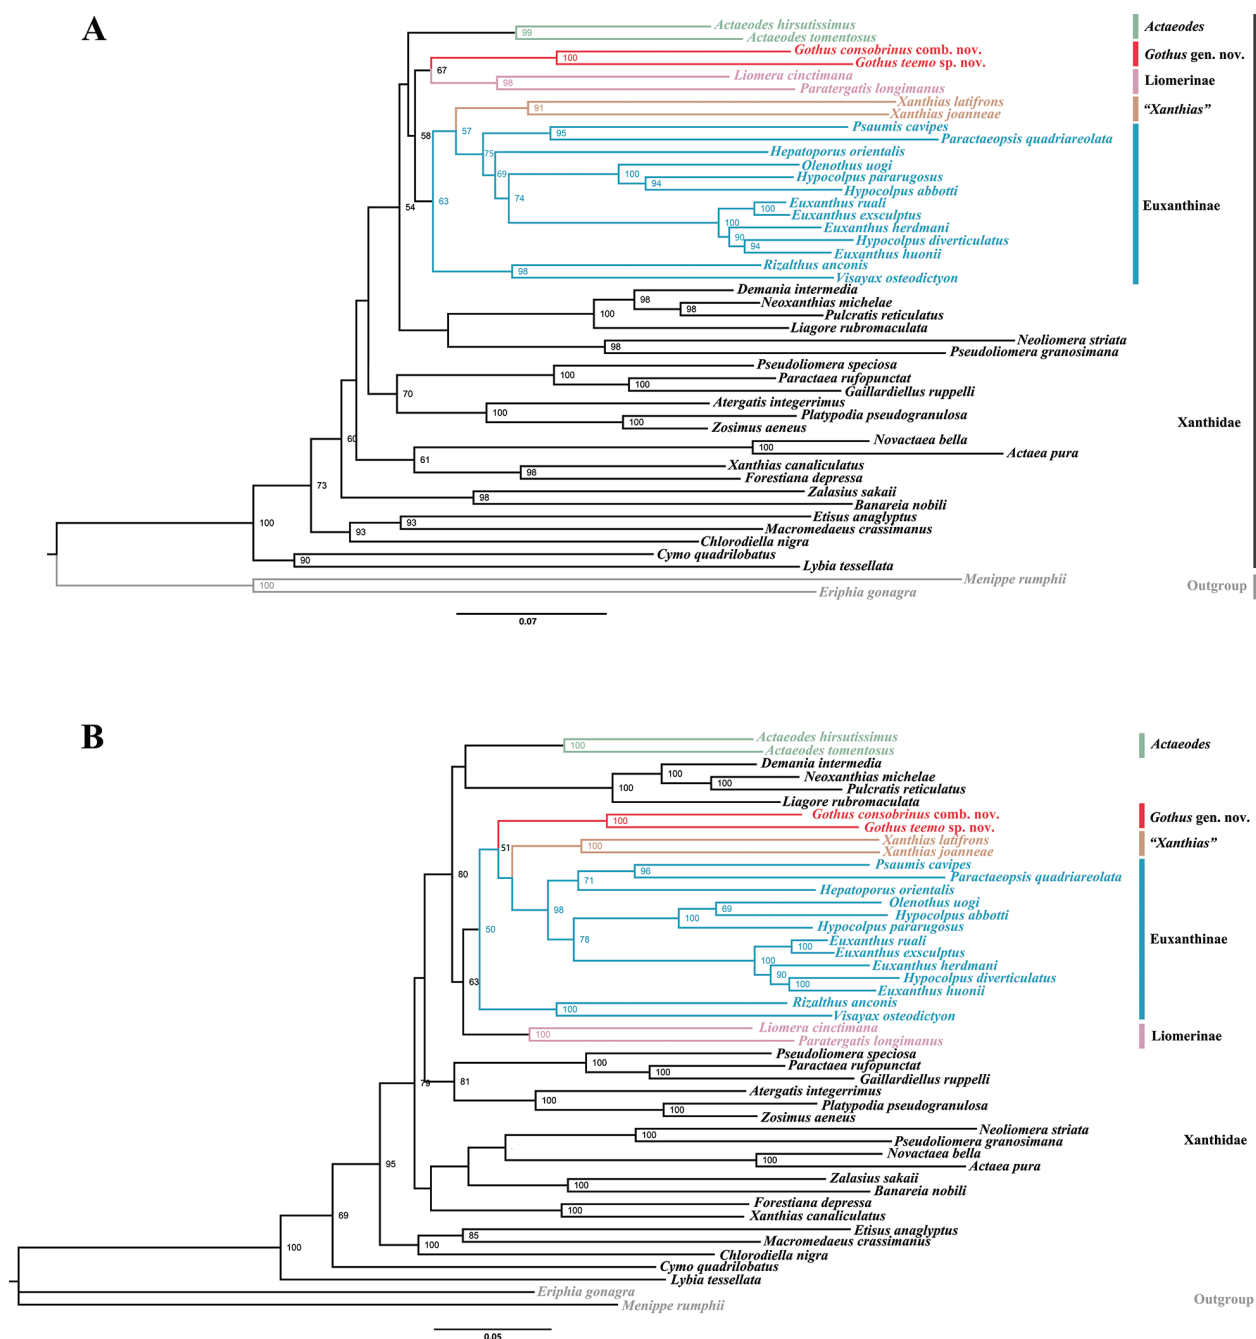 A
Actaeodes hirsutissimus
99
Actaeodes tomentosus
Actaeodes
Gothus consobrinus comb. nov.
100
Gothus teemo sp. nov.
Gothus gen. nov.
67
Liomera cinctimana
98
Paratergatis longimanus
Liomerinae
Xanthias latifrons
91
Xanthias joanneae
“Xanthias”
58
57
Psaumis cavipes
95
Paractaeopsis quadriareolata
75
Hepatoporus orientalis
Olenothus uogi
69
100
Hypocolpus pararugosus
94
Hypocolpus abbotti
74
63
54
Euxanthus ruali
100
Euxanthus exsculptus
Euxanthinae
100
Euxanthus herdmani
90
Hypocolpus diverticulatus
94
Euxanthus huonii
Rizalthus anconis
98
Visayax osteodictyon
Demania intermedia
98
Neoxanthias michelae
98
Pulcratis reticulatus
100
Liagore rubromaculata
Neoliomera striata
98
Pseudoliomera granosimana
Pseudoliomera speciosa
100
Paractaea rufopunctat
100
Gaillardiellus ruppelli
70
Atergatis integerrimus
100
Platypodia pseudogranulosa
100
Zosimus aeneus
Xanthidae
60
Novactaea bella
100
Actaea pura
61
Xanthias canaliculatus
98
Forestiana depressa
73
Zalasius sakaii
98
Banareia nobili
Etisus anaglyptus
93
Macromedaeus crassimanus
93
Chlorodiella nigra
100
Cymo quadrilobatus
90
Lybia tessellata
Menippe rumphii
100
Eriphia gonagra
Outgroup
0.07
B
Actaeodes hirsutissimus
100
Actaeodes tomentosus
Actaeodes
Demania intermedia
100
Neoxanthias michelae
100
Pulcratis reticulatus
100
Liagore rubromaculata
Gothus consobrinus comb. nov.
100
Gothus teemo sp. nov.
Gothus gen. nov.
51
Xanthias latifrons
100
Xanthias joanneae
“Xanthias”
80
Psaumis cavipes
96
Paractaeopsis quadriareolata
71
Hepatoporus orientalis
Olenothus uogi
69
Hypocolpus abbotti
98
100
Hypocolpus pararugosus
50
78
Euxanthus ruali
100
Euxanthus exsculptus
Euxanthinae
100
Euxanthus herdmani
90
Hypocolpus diverticulatus
100
Euxanthus huonii
63
Rizalthus anconis
100
Visayax osteodictyon
Liomera cinctimana
100
Paratergatis longimanus
Liomerinae
Pseudoliomera speciosa
100
Paractaea rufopunctat
100
Gaillardiellus ruppelli
79
81
Atergatis integerrimus
100
Platypodia pseudogranulosa
100
Zosimus aeneus
Neoliomera striata
100
Pseudoliomera granosimana
Xanthidae
Novactaea bella
100
Actaea pura
95
Zalasius sakaii
100
Banareia nobili
Forestiana depressa
100
Xanthias canaliculatus
69
Etisus anaglyptus
85
Macromedaeus crassimanus
100
Chlorodiella nigra
100
Cymo quadrilobatus
Lybia tessellata
Eriphia gonagra
Menippe rumphii
Outgroup
0.05